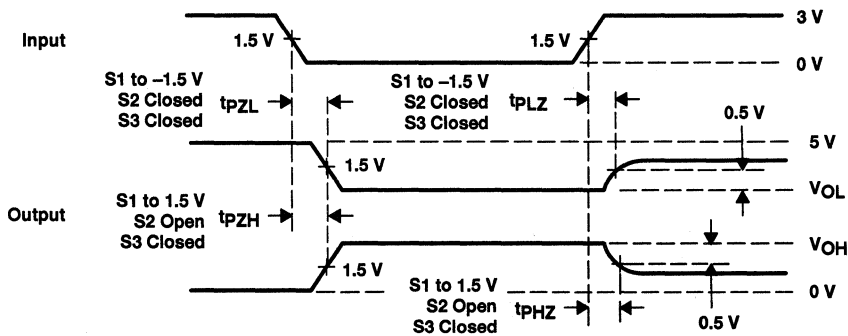 3 V
Input
1.5 V
1.5 V
0 V
S1 to –1.5 V
S2 Closed
S3 Closed
tPZL
S1 to –1.5 V
S2 Closed
S3 Closed
tPLZ
0.5 V
5 V
1.5 V
VOL
Output
S1 to 1.5 V
S2 Open
S3 Closed
tPZH
VOH
1.5 V
S1 to 1.5 V
S2 Open
S3 Closed
tPHZ
0 V
0.5 V